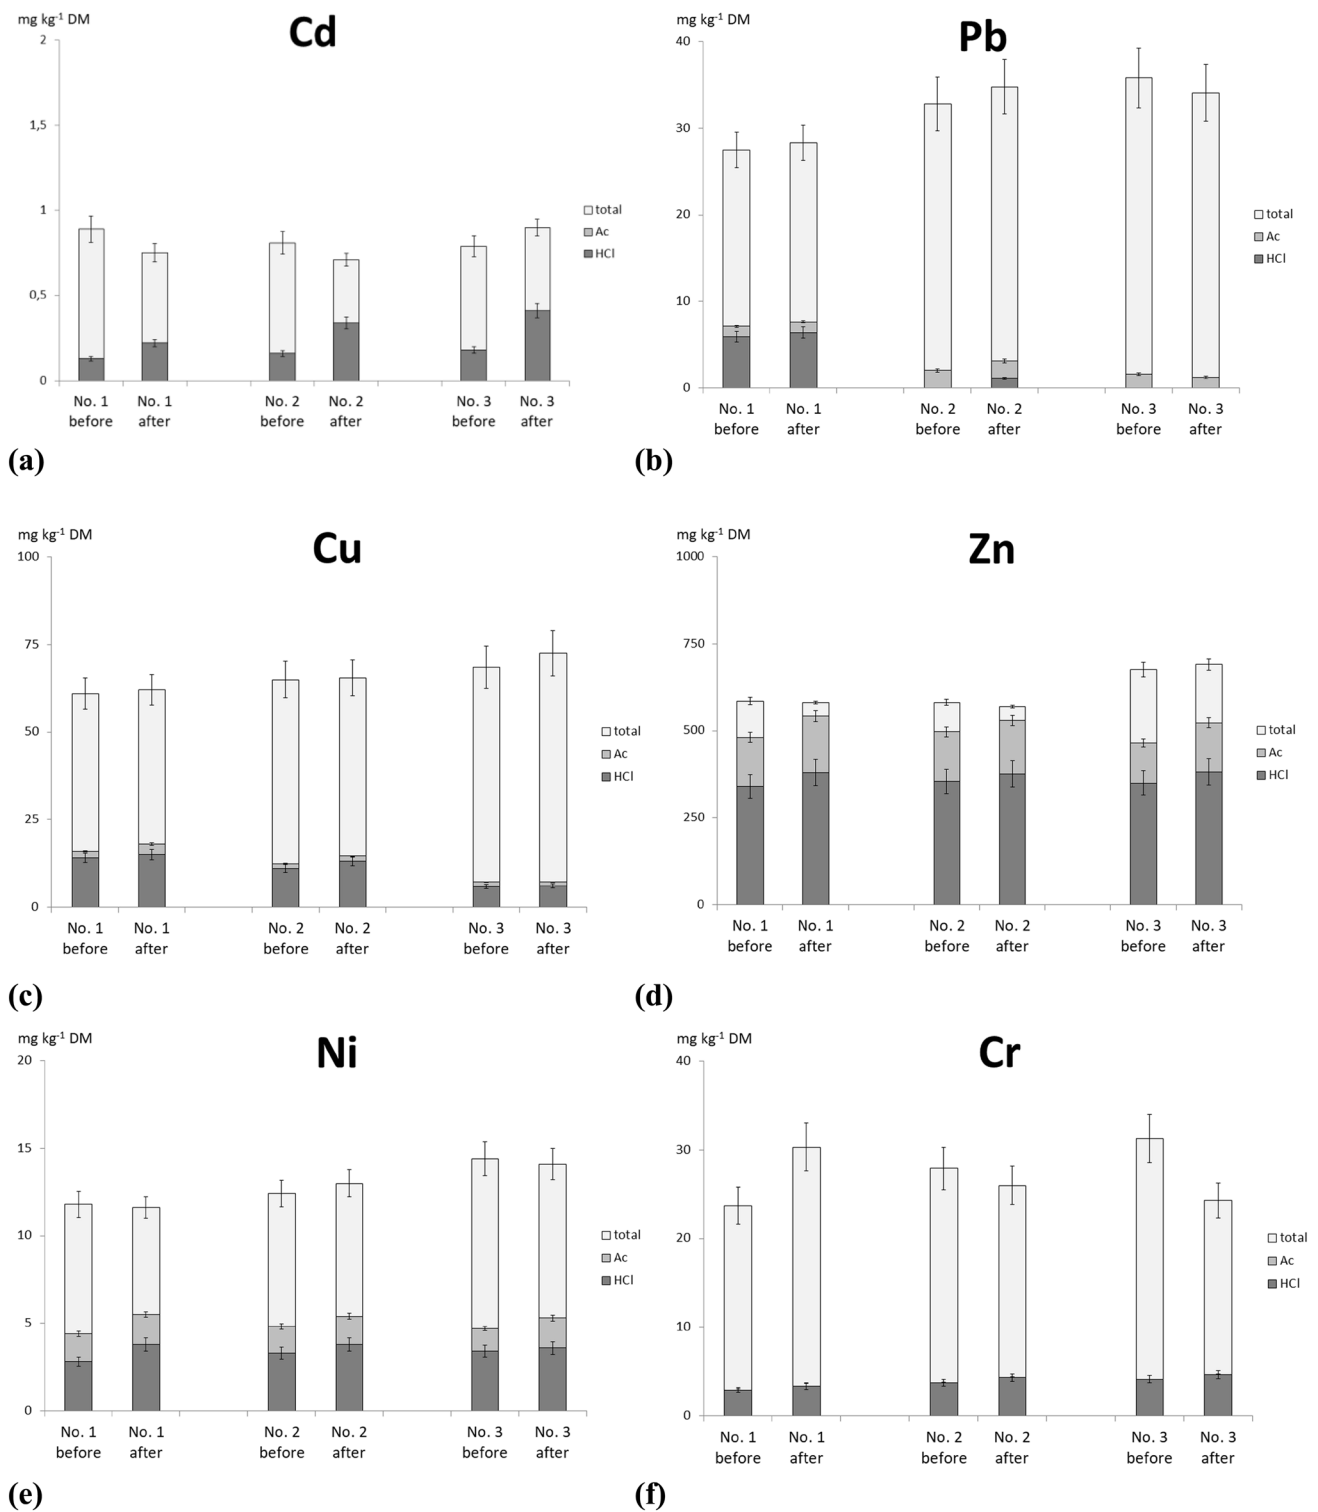 mg kg-1 DM
Cd
2
1,5
1
0,5
0
total
Ac
HCl
No. 1 before
No. 1 after
No. 2 before
No. 2 after
No. 3 before
No. 3 after
(a)
mg kg-1 DM
Pb
40
30
20
10
0
total
Ac
HCl
No. 1 before
No. 1 after
No. 2 before
No. 2 after
No. 3 before
No. 3 after
(b)
mg kg-1 DM
Cu
100
75
50
25
0
total
Ac
HCl
No. 1 before
No. 1 after
No. 2 before
No. 2 after
No. 3 before
No. 3 after
(c)
mg kg-1 DM
Zn
1000
750
500
250
0
total
Ac
HCl
No. 1 before
No. 1 after
No. 2 before
No. 2 after
No. 3 before
No. 3 after
(d)
mg kg-1 DM
Ni
20
15
10
5
0
total
Ac
HCl
No. 1 before
No. 1 after
No. 2 before
No. 2 after
No. 3 before
No. 3 after
(e)
mg kg-1 DM
Cr
40
30
20
10
0
total
Ac
HCl
No. 1 before
No. 1 after
No. 2 before
No. 2 after
No. 3 before
No. 3 after
(f)